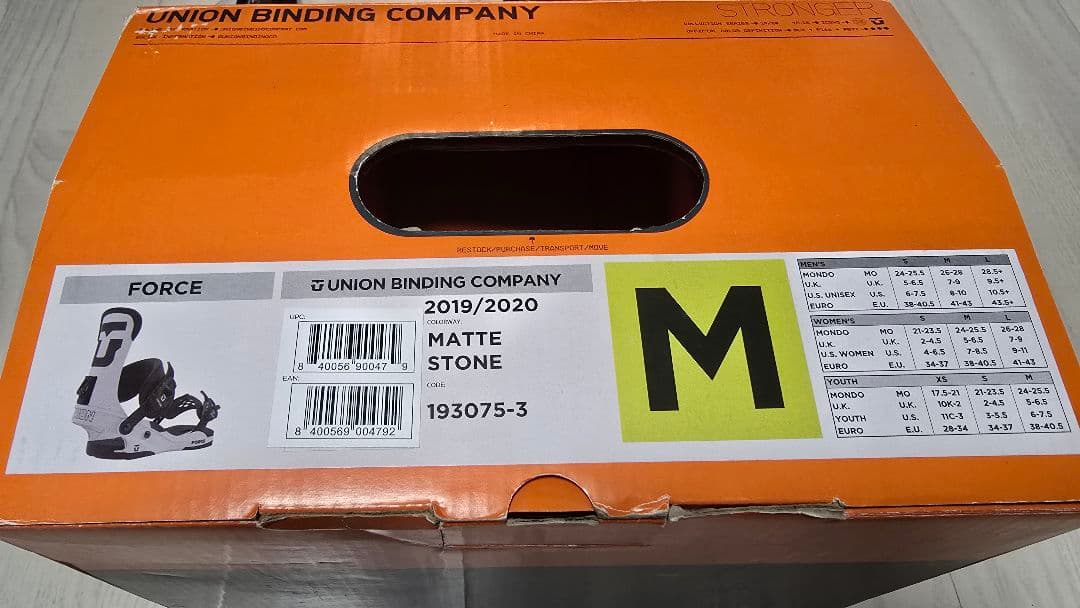 UNION BINDING COMPANY
STRONGER
MADE IN CHINA
RESTOCK/PURCHASE/TRANSPORT/MOVE
FORCE
UNION BINDING COMPANY
2019/2020
UPC:
8 40056 90047 9
COLORWAY:
MATTE
STONE
EAN:
8 400569 004792
CODE:
193075-3
FORCE
M
MEN'S S M L
MONDO MO 24-25.5 26-28 28.5+
U.K. U.K. 5-6.5 7-9 9.5+
U.S. UNISEX U.S. 6-7.5 8-10 10.5+
EURO E.U. 38-40.5 41-43 43.5+
WOMEN'S S M L
MONDO MO 21-23.5 24-25.5 26-28
U.K. U.K. 2-4.5 5-6.5 7-9
U.S. WOMEN U.S. 4-6.5 7-8.5 9-11
EURO E.U. 34-37 38-40.5 41-43
YOUTH XS S M
MONDO MO 17.5-21 21-23.5 24-25.5
U.K. U.K. 10K-2 2-4.5 5-6.5
YOUTH U.S. 11C-3 3-5.5 6-7.5
EURO E.U. 28-34 34-37 38-40.5